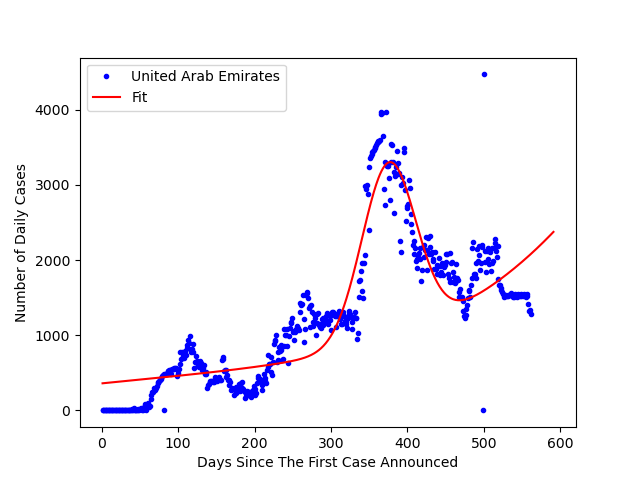 United Arab Emirates
Fit
4000
3000
2000
1000
0
Number of Daily Cases
0 100 200 300 400 500 600
Days Since The First Case Announced